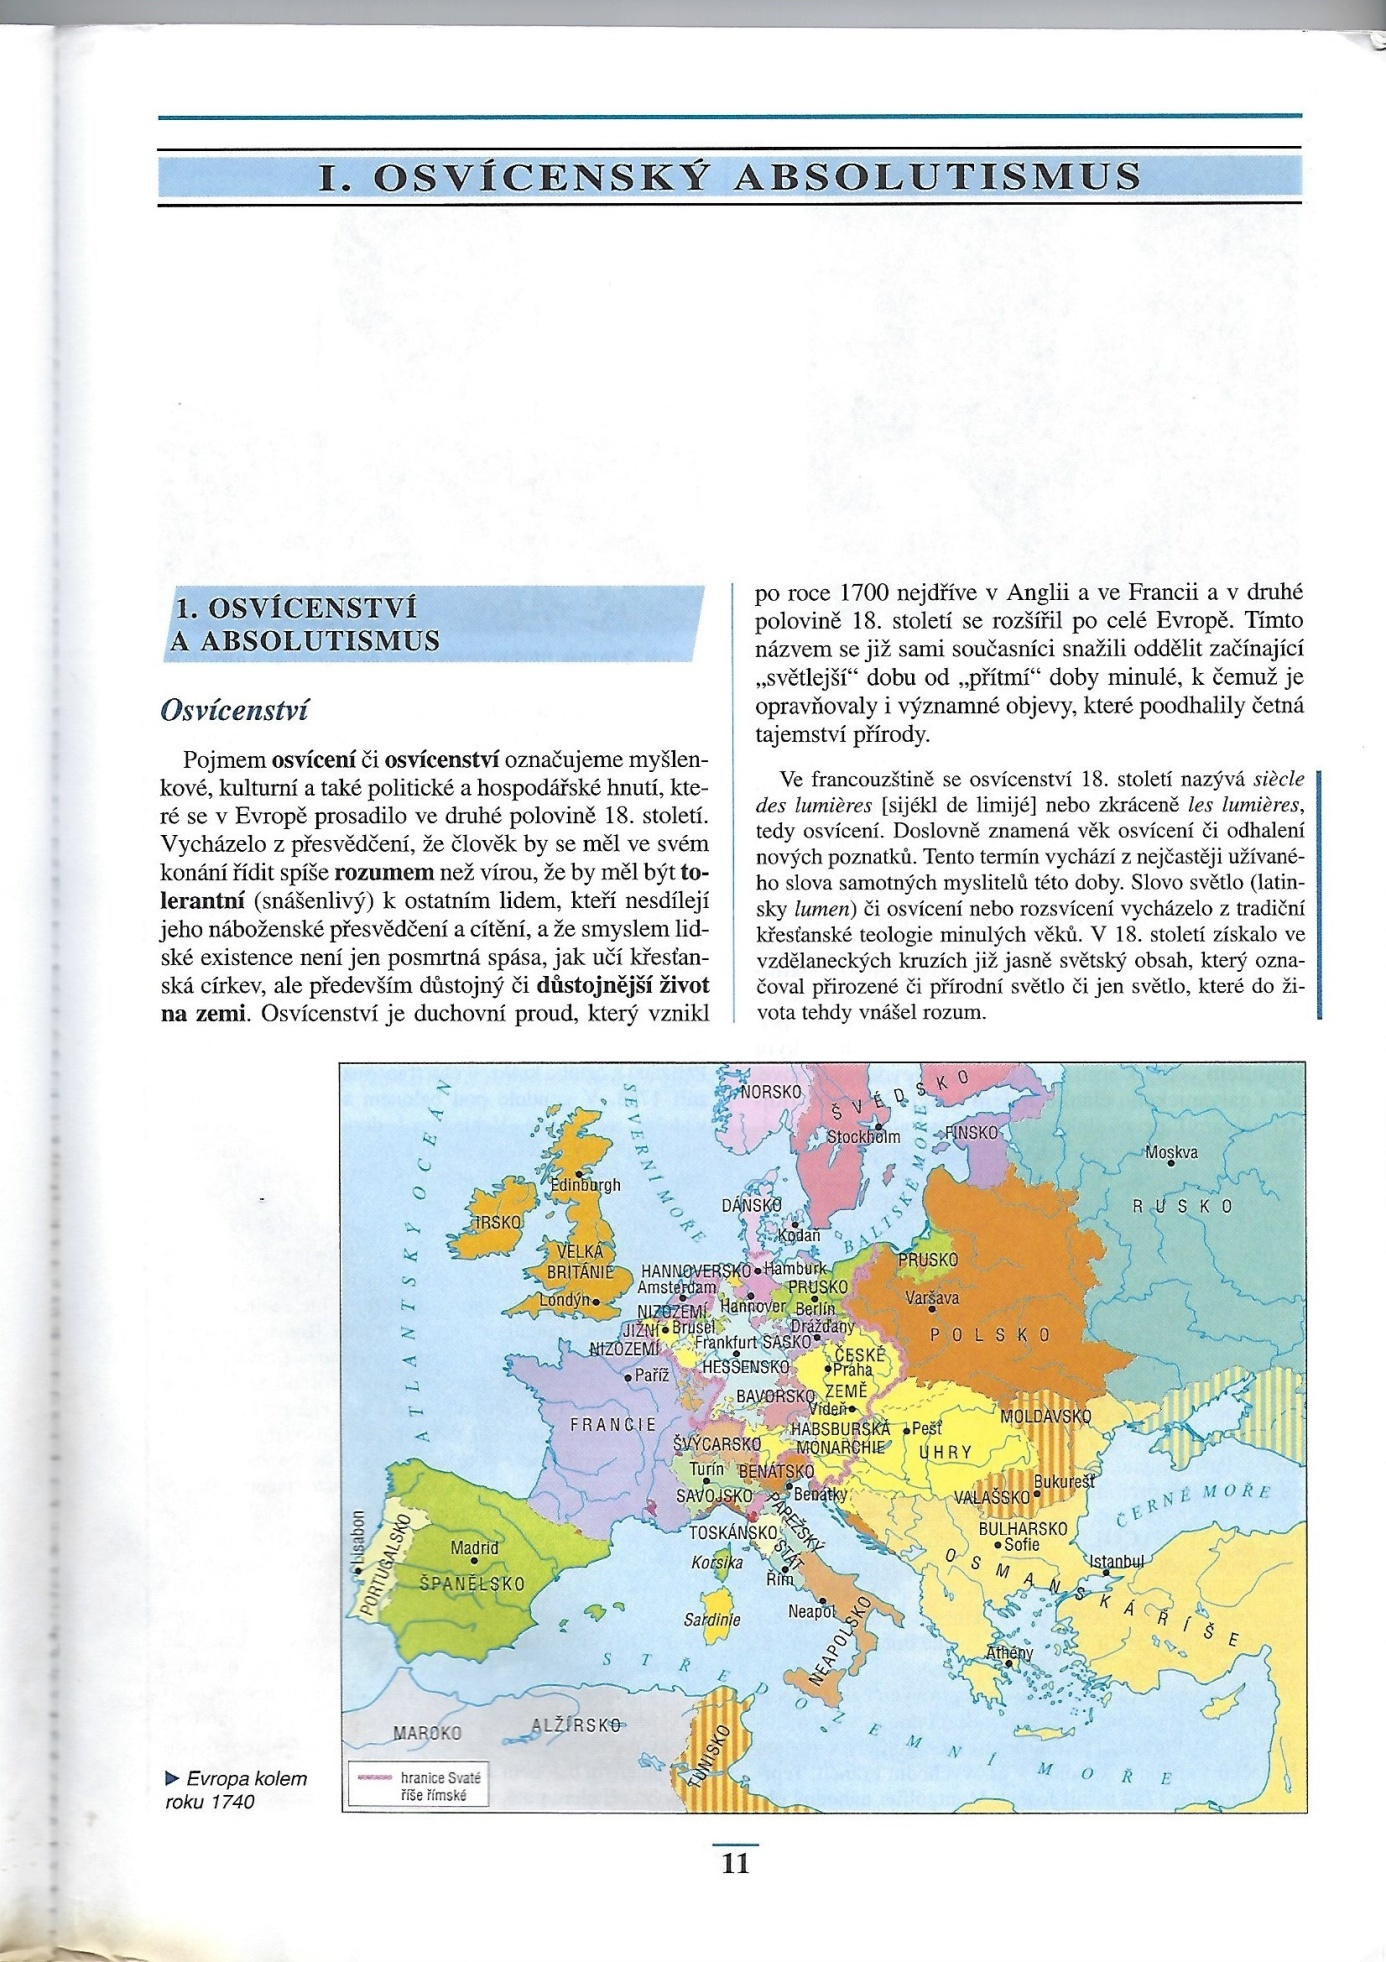 I. OSVÍCENSKÝ ABSOLUTISMUS
1. OSVÍCENSTVÍ
A ABSOLUTISMUS
Osvícenství
Pojmem osvícení či osvícenství označujeme myšlen-
kové, kulturní a také politické a hospodářské hnutí, kte-
ré se v Evropě prosadilo ve druhé polovině 18. století.
Vycházelo z přesvědčení, že člověk by se měl ve svém
konání řídit spíše rozumem než vírou, že by měl být to-
lerantní (snášenlivý) k ostatním lidem, kteří nesdílejí
jeho náboženské přesvědčení a cítění, a že smyslem lid-
ské existence není jen posmrtná spása, jak učí křesťan-
ská církev, ale především důstojný či důstojnější život
na zemi. Osvícenství je duchovní proud, který vznikl
po roce 1700 nejdříve v Anglii a ve Francii a v druhé
polovině 18. století se rozšířil po celé Evropě. Tímto
názvem se již sami současníci snažili oddělit začínající
„světlejší“ dobu od „přítmí“ doby minulé, k čemuž je
opravňovaly i významné objevy, které poodhalily četná
tajemství přírody.
Ve francouzštině se osvícenství 18. století nazývá siècle
des lumières [sijékl de limijé] nebo zkráceně les lumières,
tedy osvícení. Doslovně znamená věk osvícení či odhalení
nových poznatků. Tento termín vychází z nejčastěji užívané-
ho slova samotných myslitelů této doby. Slovo světlo (latin-
sky lumen) či osvícení nebo rozsvícení vycházelo z tradiční
křesťanské teologie minulých věků. V 18. století získalo ve
vzdělaneckých kruzích již jasně světský obsah, který ozna-
čoval přirozené či přírodní světlo či jen světlo, které do ži-
vota tehdy vnášel rozum.
ATLANTSKÝ OCEÁN
SEVERNÍ MOŘE
NORSKO
ŠVÉDSKO
Stockholm
FINSKO
BALTSKÉ MOŘE
Moskva
RUSKO
Edinburgh
IRSKO
VELKÁ
BRITÁNIE
Londýn
DÁNSKO
Kodaň
HANNOVERSKO
Hamburk
Amsterdam
NIZOZEMÍ
Hannover
PRUSKO
Berlín
PRUSKO
Varšava
POLSKO
JIŽNÍ
NIZOZEMÍ
Brusel
Drážďany
Frankfurt
SASKO
HESSENSKO
ČESKÉ
Praha
ZEMĚ
Paříž
FRANCIE
BAVORSKO
Vídeň
HABSBURSKÁ
MONARCHIE
Pešť
UHRY
MOLDAVSKO
ŠVÝCARSKO
Turín
BENÁTSKO
SAVOJSKO
Benátky
VALAŠSKO
Bukurešť
ČERNÉ MOŘE
Lisabon
PORTUGALSKO
Madrid
ŠPANĚLSKO
TOSKÁNSKO
PAPEŽSKÝ
STÁT
Korsika
Řím
BULHARSKO
Sofie
Istanbul
OSMANSKÁ ŘÍŠE
Sardinie
Neapol
NEAPOLSKO
Athény
STŘEDOZEMNÍ MOŘE
MAROKO
ALŽÍRSKO
TUNISKO
hranice Svaté
říše římské
Evropa kolem
roku 1740
11